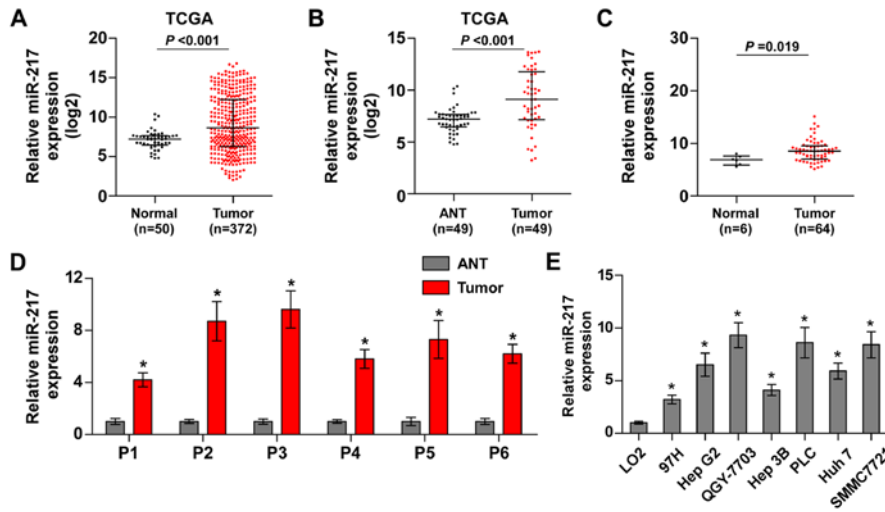 A
TCGA
P <0.001
Relative miR-217
expression
(log2)
20
15
10
5
0
Normal
(n=50)
Tumor
(n=372)
B
TCGA
P <0.001
Relative miR-217
expression
(log2)
15
10
5
0
ANT
(n=49)
Tumor
(n=49)
C
P =0.019
Relative miR-217
expression
30
20
10
0
Normal
(n=6)
Tumor
(n=64)
D
ANT
Tumor
Relative miR-217
expression
12
8
4
0
* * * * * *
P1 P2 P3 P4 P5 P6
E
Relative miR-217
expression
15
10
5
0
* * * * * * *
LO2
97H
Hep G2
QGY-7703
Hep 3B
PLC
Huh 7